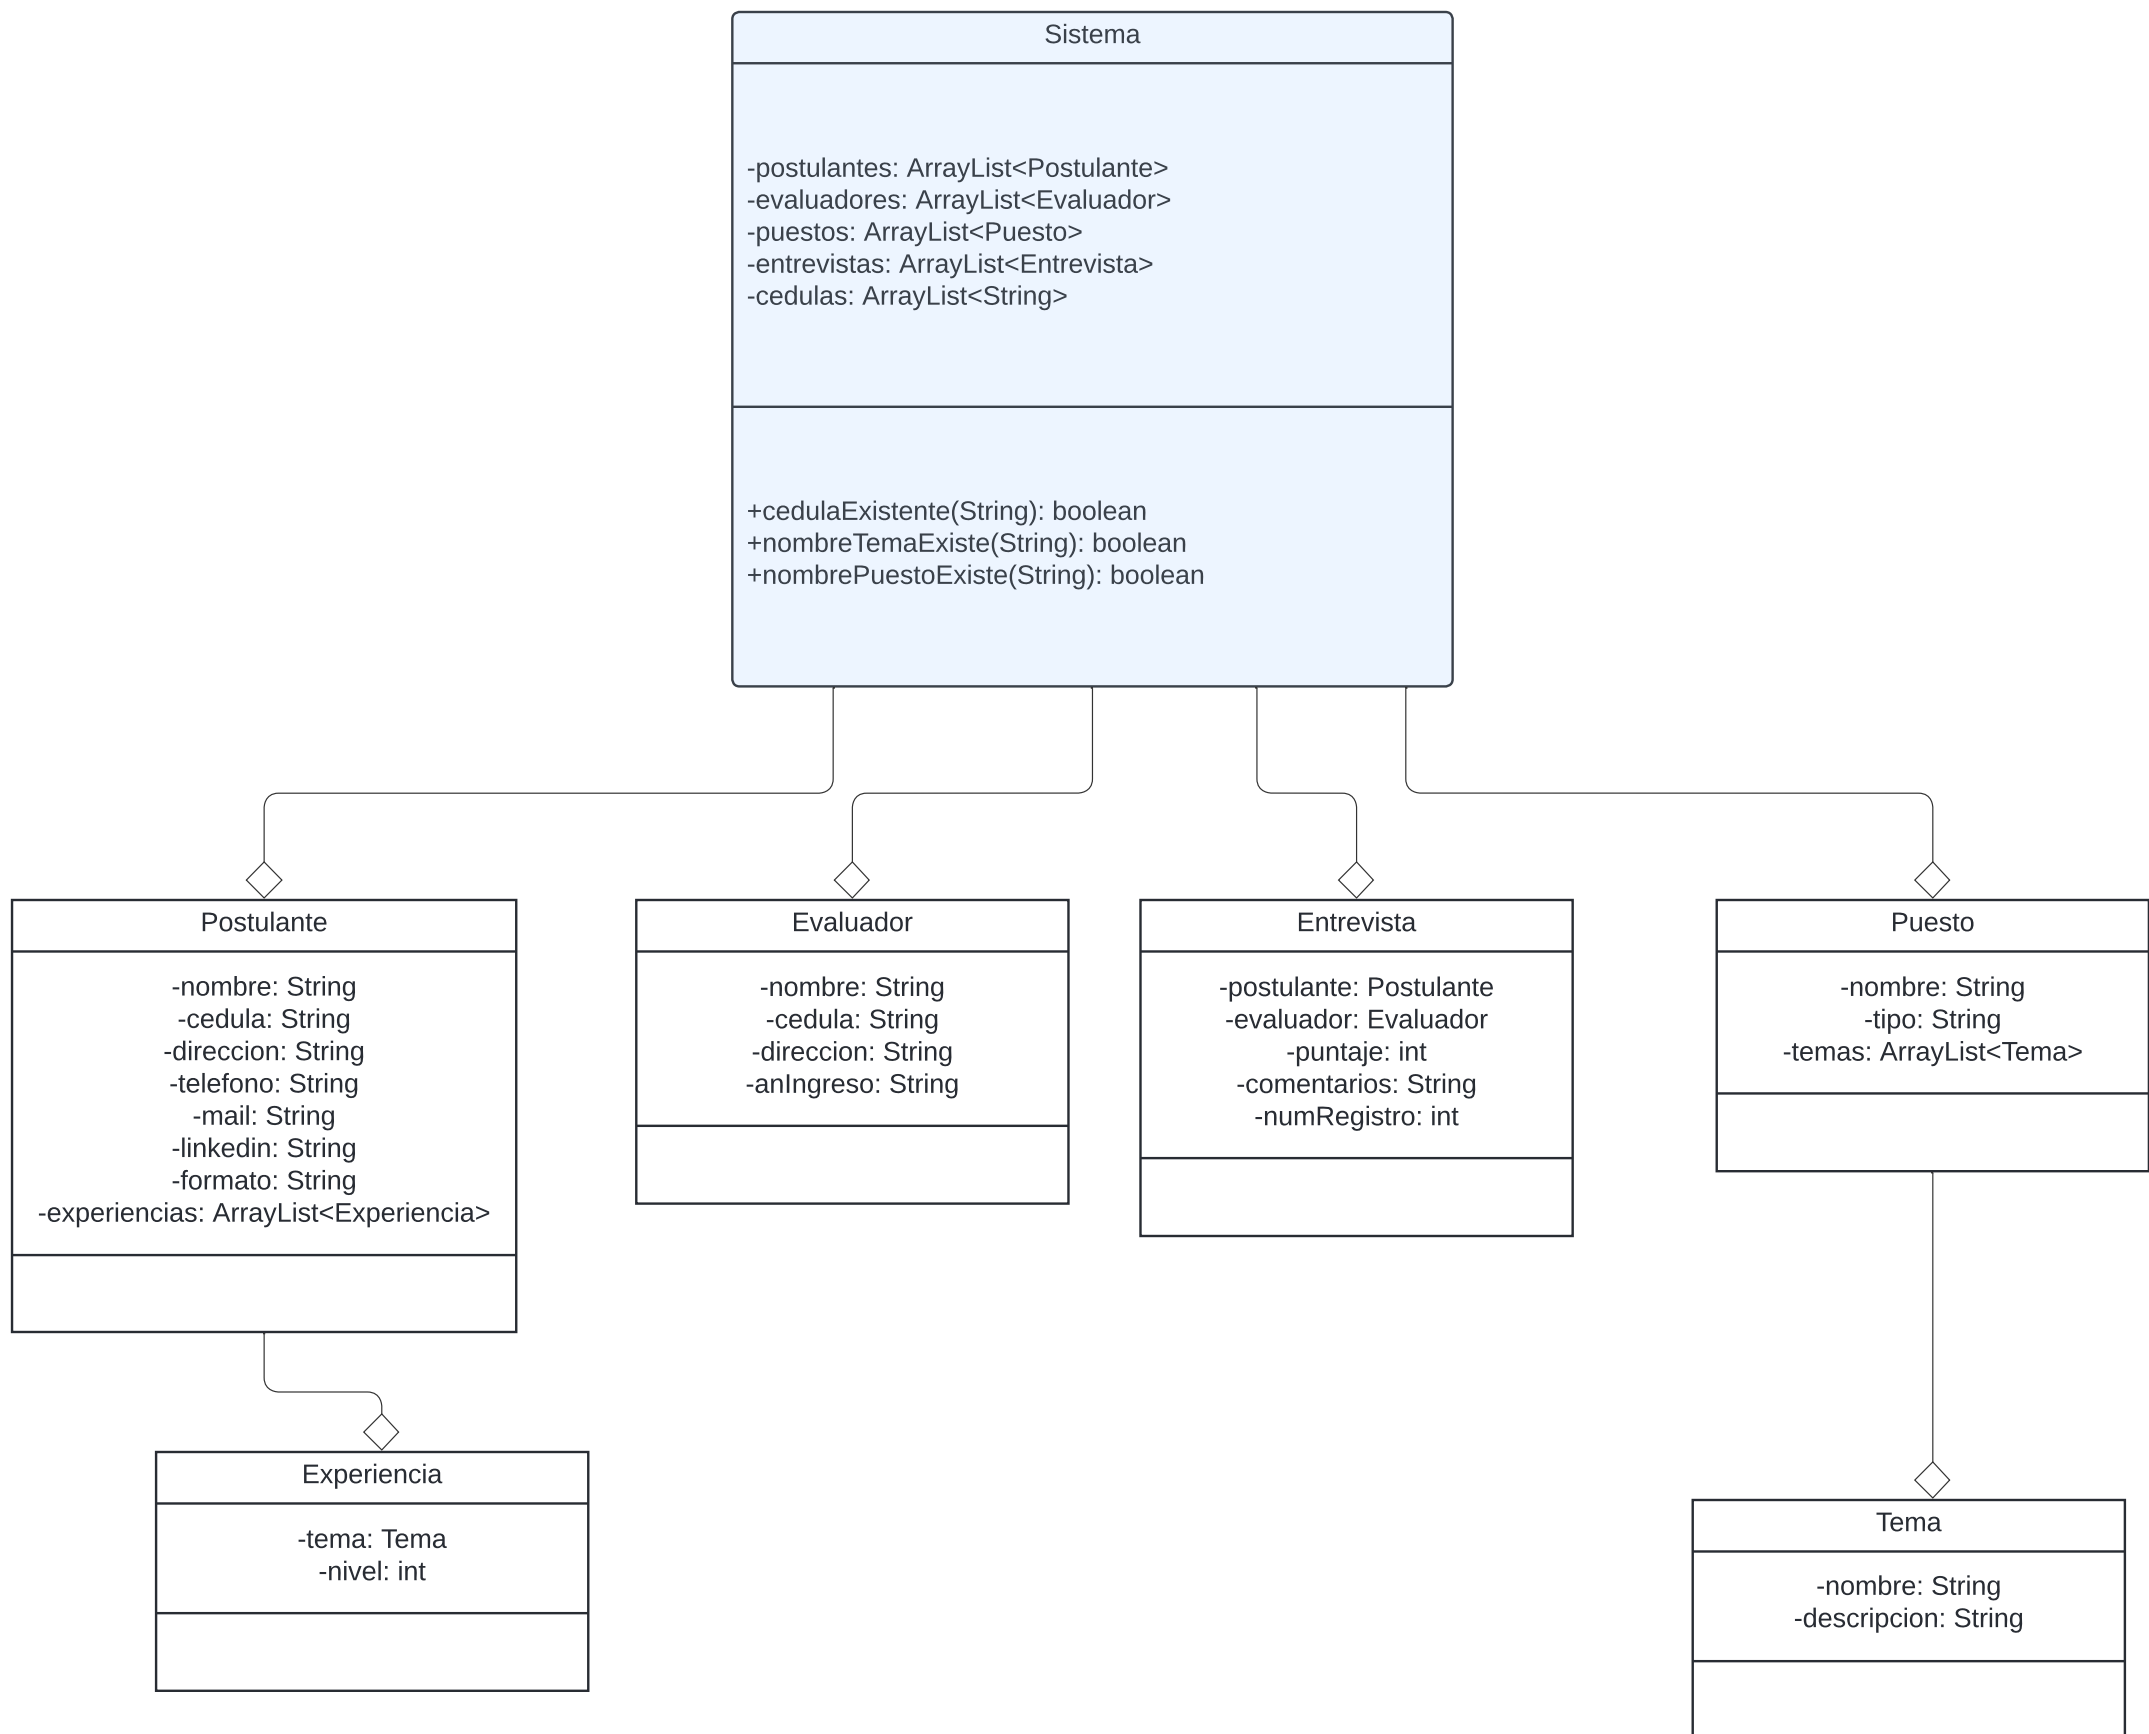 Sistema
-postulantes: ArrayList<Postulante>
-evaluadores: ArrayList<Evaluador>
-puestos: ArrayList<Puesto>
-entrevistas: ArrayList<Entrevista>
-cedulas: ArrayList<String>
+cedulaExistente(String): boolean
+nombreTemaExiste(String): boolean
+nombrePuestoExiste(String): boolean
Postulante
-nombre: String
-cedula: String
-direccion: String
-telefono: String
-mail: String
-linkedin: String
-formato: String
-experiencias: ArrayList<Experiencia>
Evaluador
-nombre: String
-cedula: String
-direccion: String
-anIngreso: String
Entrevista
-postulante: Postulante
-evaluador: Evaluador
-puntaje: int
-comentarios: String
-numRegistro: int
Puesto
-nombre: String
-tipo: String
-temas: ArrayList<Tema>
Experiencia
-tema: Tema
-nivel: int
Tema
-nombre: String
-descripcion: String